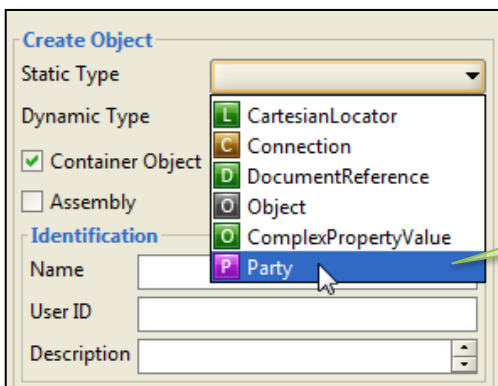 Create Object
Static Type
L CartesianLocator
Dynamic Type
C Connection
Container Object
D DocumentReference
Assembly
O Object
Identification
O ComplexPropertyValue
Name
P Party
User ID
Description